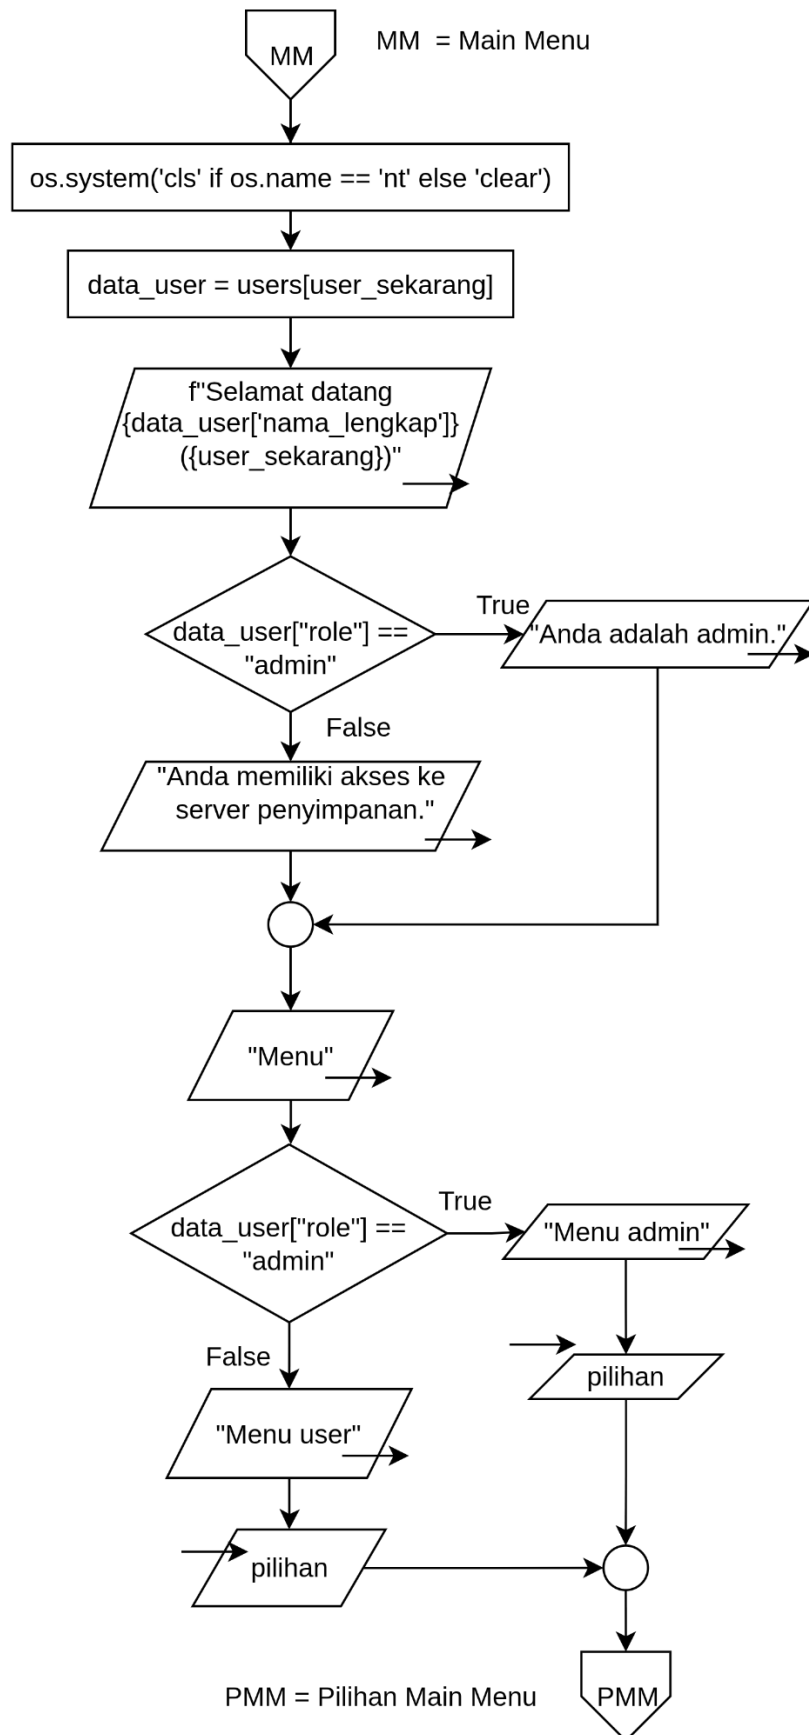 MM
MM  = Main Menu
os.system('cls' if os.name == 'nt' else 'clear')
data_user = users[user_sekarang]
f"Selamat datang
{data_user['nama_lengkap']}
({user_sekarang})"
data_user["role"] ==
"admin"
True
"Anda adalah admin."
False
"Anda memiliki akses ke
server penyimpanan."
"Menu"
data_user["role"] ==
"admin"
True
"Menu admin"
pilihan
False
"Menu user"
pilihan
PMM = Pilihan Main Menu
PMM